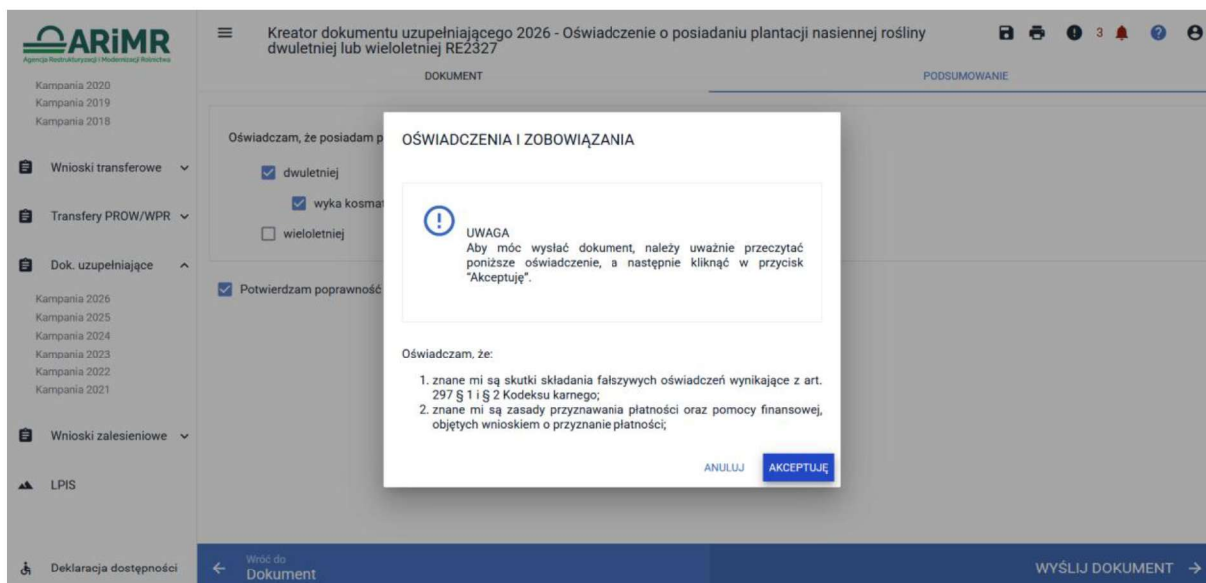 ARiMR
Agencja Restrukturyzacji i Modernizacji Rolnictwa
Kampania 2020
Kampania 2019
Kampania 2018
Wnioski transferowe
Transfery PROW/WPR
Dok. uzupełniające
Kampania 2026
Kampania 2025
Kampania 2024
Kampania 2023
Kampania 2022
Kampania 2021
Wnioski zalesieniowe
LPIS
Deklaracja dostępności
Kreator dokumentu uzupełniającego 2026 - Oświadczenie o posiadaniu plantacji nasiennej rośliny
dwuletniej lub wieloletniej RE2327
3
DOKUMENT
PODSUMOWANIE
Oświadczam, że posiadam p
dwuletniej
wyka kosmat
wieloletniej
Potwierdzam poprawność
OŚWIADCZENIA I ZOBOWIĄZANIA
UWAGA
Aby móc wysłać dokument, należy uważnie przeczytać
poniższe oświadczenie, a następnie kliknąć w przycisk
"Akceptuję".
Oświadczam, że:
1. znane mi są skutki składania fałszywych oświadczeń wynikające z art.
297 § 1 i § 2 Kodeksu karnego;
2. znane mi są zasady przyznawania płatności oraz pomocy finansowej,
objętych wnioskiem o przyznanie płatności;
ANULUJ
AKCEPTUJĘ
Wróć do
Dokument
WYŚLIJ DOKUMENT